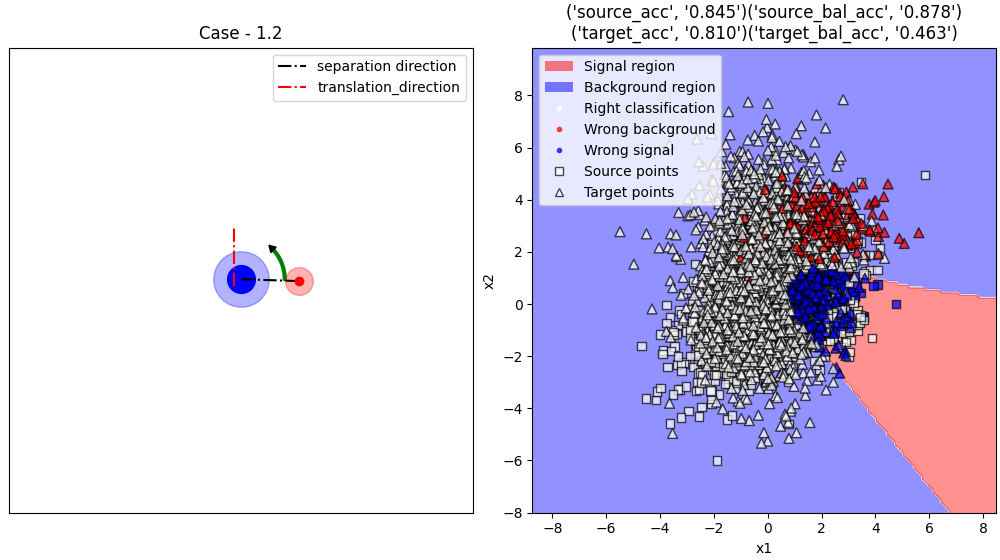 Case - 1.2
separation direction
translation_direction
('source_acc', '0.845')('source_bal_acc', '0.878')
('target_acc', '0.810')('target_bal_acc', '0.463')
Signal region
Background region
Right classification
Wrong background
Wrong signal
Source points
Target points
x2
8
6
4
2
0
−2
−4
−6
−8
−8 −6 −4 −2 0 2 4 6 8
x1